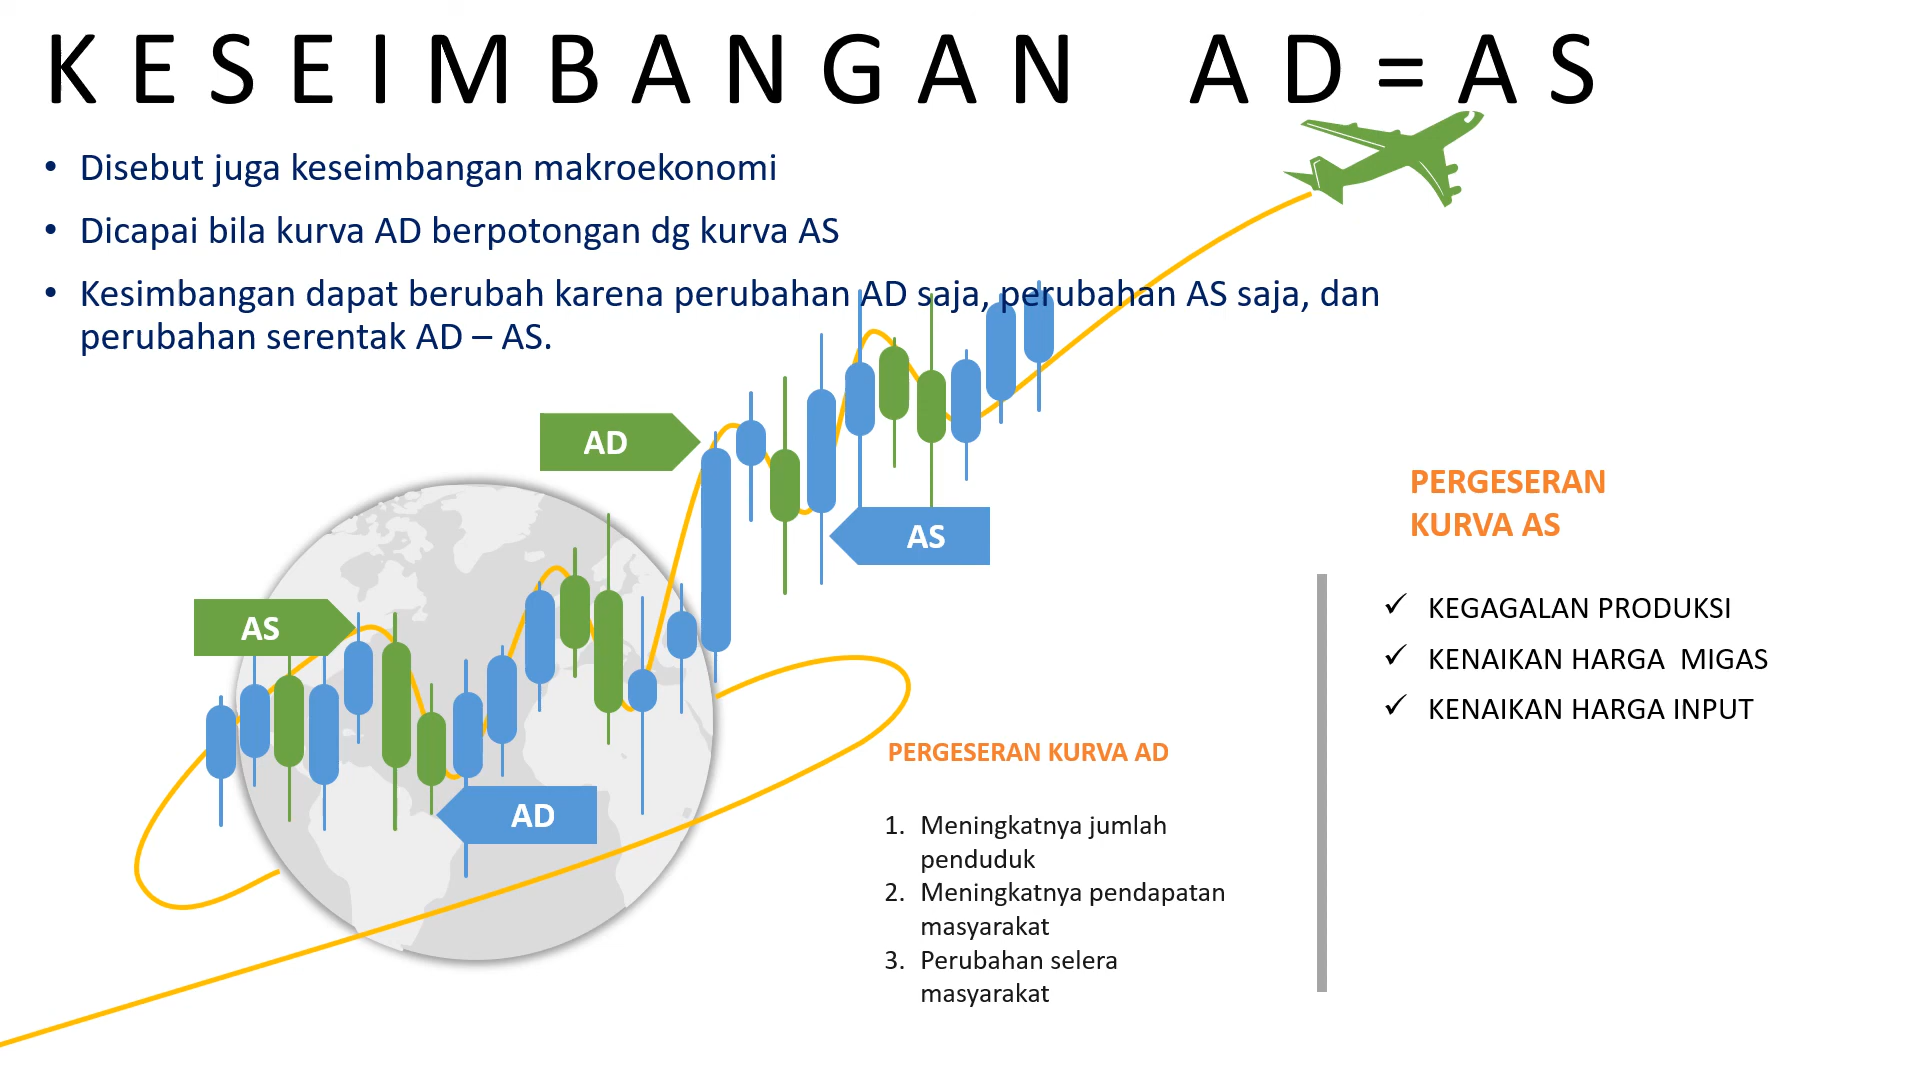 KESEIMBANGAN AD=AS
• Disebut juga keseimbangan makroekonomi
• Dicapai bila kurva AD berpotongan dg kurva AS
• Kesimbangan dapat berubah karena perubahan AD saja, perubahan AS saja, dan
perubahan serentak AD – AS.
AD
AS
AS
AD
PERGESERAN KURVA AD
1. Meningkatnya jumlah
penduduk
2. Meningkatnya pendapatan
masyarakat
3. Perubahan selera
masyarakat
PERGESERAN
KURVA AS
✓ KEGAGALAN PRODUKSI
✓ KENAIKAN HARGA MIGAS
✓ KENAIKAN HARGA INPUT